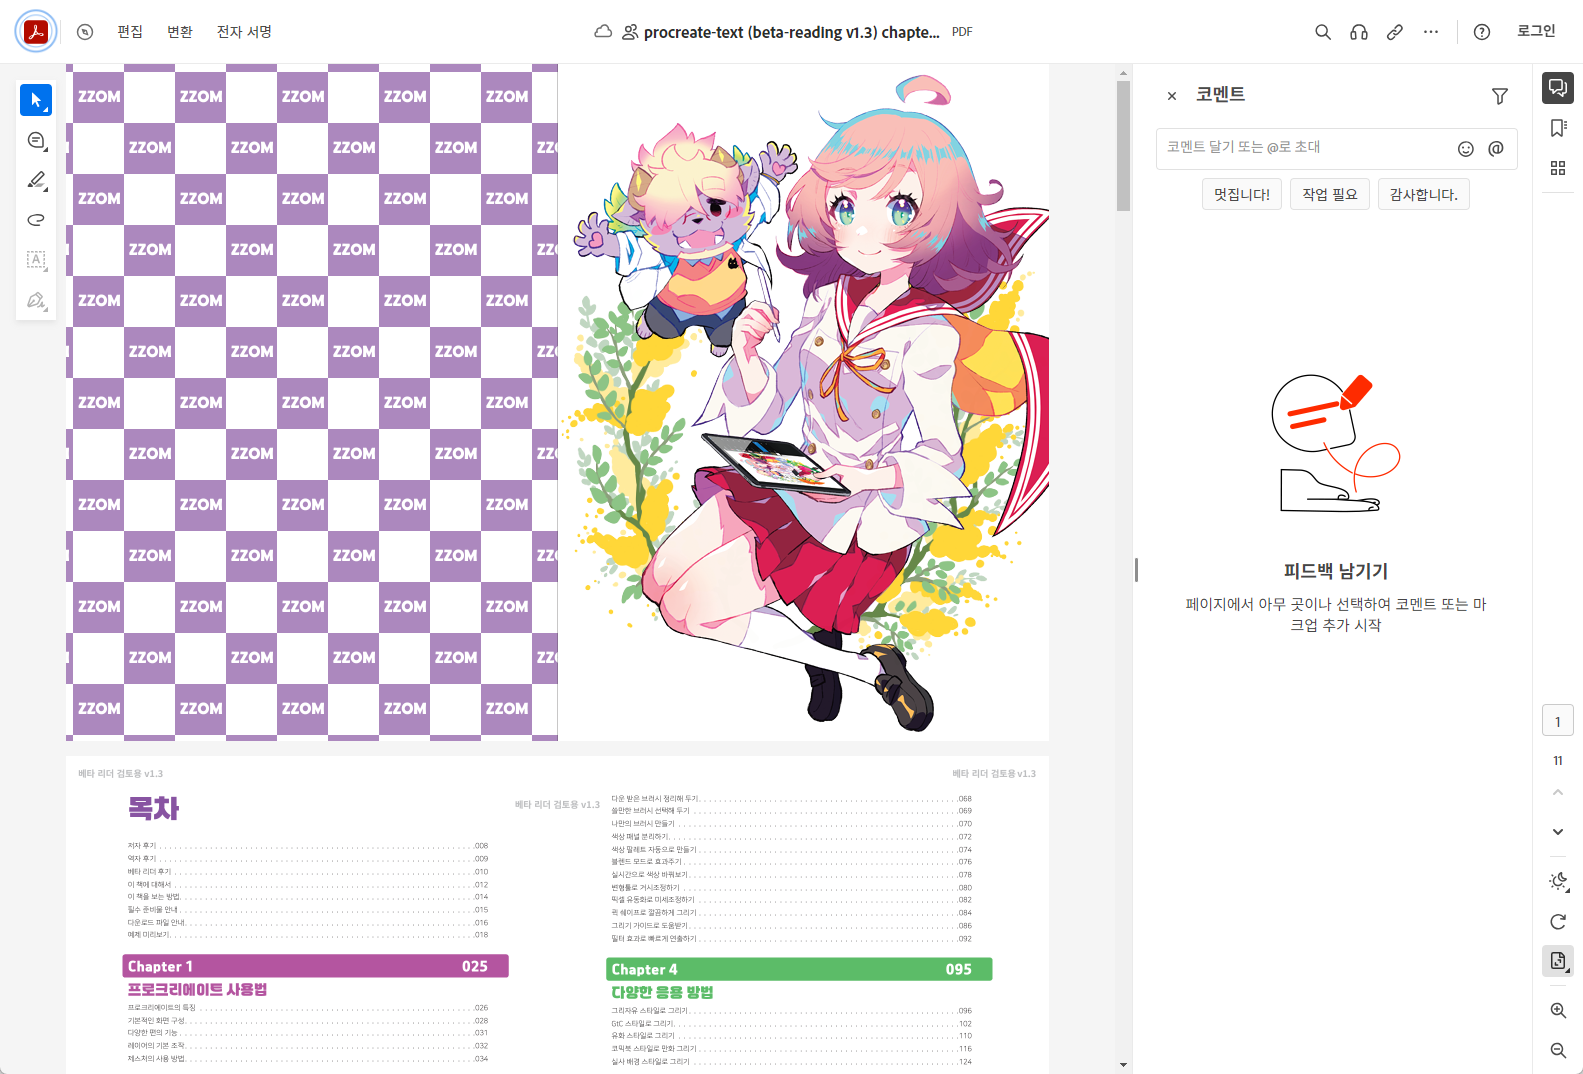 편집
변환
전자 서명
procreate-text (beta-reading v1.3) chapte...
PDF
로그인
ZZOM ZZOM ZZOM ZZOM ZZOM
ZZOM ZZOM ZZOM ZZOM ZZ
ZZOM ZZOM ZZOM ZZOM ZZOM
ZZOM ZZOM ZZOM ZZOM ZZ
ZZOM ZZOM ZZOM ZZOM ZZOM
ZZOM ZZOM ZZOM ZZOM ZZ
ZZOM ZZOM ZZOM ZZOM ZZOM
ZZOM ZZOM ZZOM ZZOM ZZ
ZZOM ZZOM ZZOM ZZOM ZZOM
ZZOM ZZOM ZZOM ZZOM ZZ
ZZOM ZZOM ZZOM ZZOM ZZOM
ZZOM ZZOM ZZOM ZZOM ZZ
ZZOM ZZOM ZZOM ZZOM ZZOM
베타 리더 검토용 v1.3
목차
저자 후기 008
역자 후기 009
베타 리더 후기 010
이 책에 대해서 012
이 책을 보는 방법 014
필수 준비물 안내 015
다운로드 파일 안내 016
예제 미리보기 018
Chapter 1 025
프로크리에이트 사용법
프로크리에이트의 특징 026
기본적인 화면 구성 028
다양한 펜의 기능 031
레이어의 기본 조작 032
제스처의 사용 방법 034
베타 리더 검토용 v1.3
베타 리더 검토용 v1.3
다운 받은 브러시 정리해 두기 068
쓸만한 브러시 선택해 두기 069
나만의 브러시 만들기 070
색상 패널 분리하기 072
색상 팔레트 자동으로 만들기 074
블렌드 모드로 효과주기 076
실시간으로 색상 바꿔보기 078
변형툴로 거시조정하기 080
픽셀 유동화로 미세조정하기 082
퀵 쉐이프로 깔끔하게 그리기 084
그리기 가이드로 도움받기 086
필터 효과로 빠르게 연출하기 092
Chapter 4 095
다양한 응용 방법
그리자유 스타일로 그리기 096
GtC 스타일로 그리기 102
유화 스타일로 그리기 110
코믹북 스타일로 만화 그리기 116
실사 배경 스타일로 그리기 124
코멘트
코멘트 달기 또는 @로 초대
멋집니다!
작업 필요
감사합니다.
피드백 남기기
페이지에서 아무 곳이나 선택하여 코멘트 또는 마
크업 추가 시작
1
11